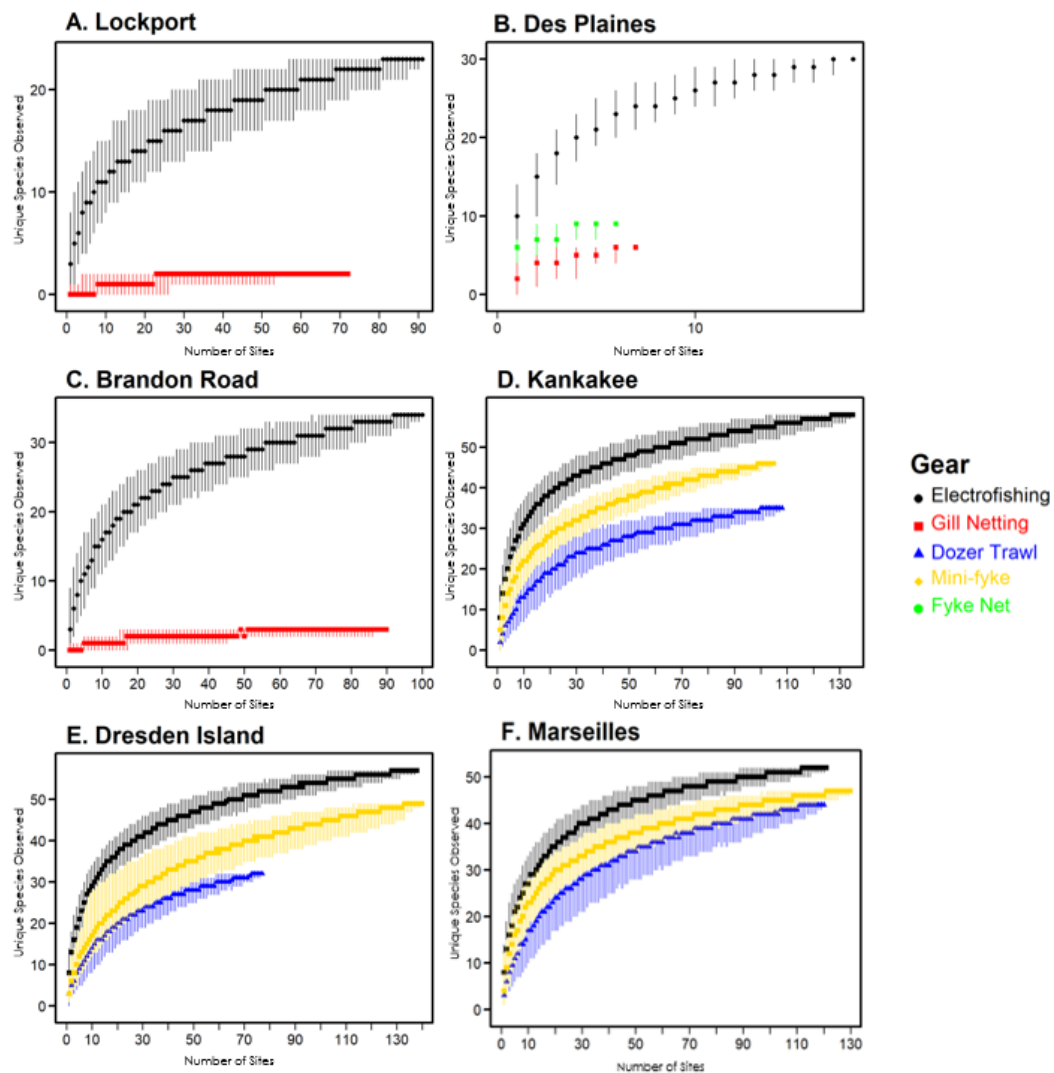 A. Lockport
Unique Species Observed
20
10
0
0 10 20 30 40 50 60 70 80 90
Number of Sites
B. Des Plaines
Unique Species Observed
30
20
10
0
0 10
Number of Sites
C. Brandon Road
Unique Species Observed
30
20
10
0
0 10 20 30 40 50 60 70 80 90 100
Number of Sites
D. Kankakee
Unique Species Observed
50
40
30
20
10
0
0 10 30 50 70 90 110 130
Number of Sites
Gear
Electrofishing
Gill Netting
Dozer Trawl
Mini-fyke
Fyke Net
E. Dresden Island
Unique Species Observed
50
40
30
20
10
0
0 10 30 50 70 90 110 130
Number of Sites
F. Marseilles
Unique Species Observed
50
40
30
20
10
0
0 10 30 50 70 90 110 130
Number of Sites